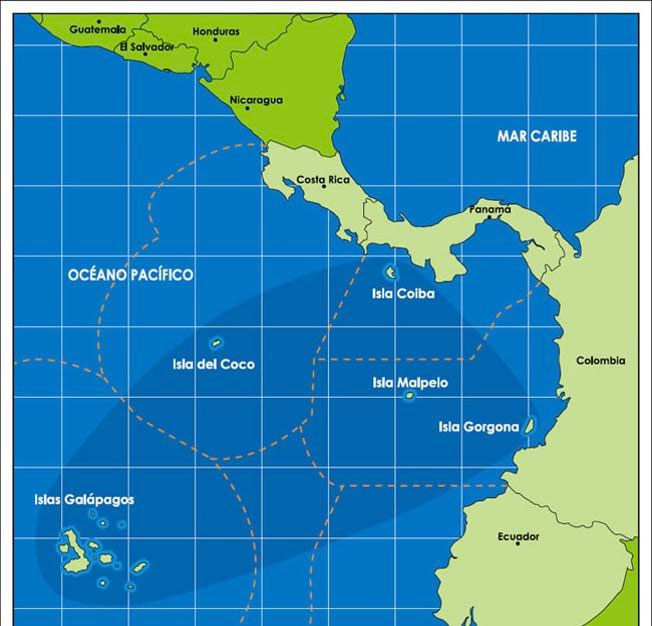 Guatemala
Honduras
El Salvador
Nicaragua
MAR CARIBE
Costa Rica
Panamá
OCÉANO PACÍFICO
Isla Coiba
Isla del Coco
Colombia
Isla Malpelo
Isla Gorgona
Islas Galápagos
Ecuador